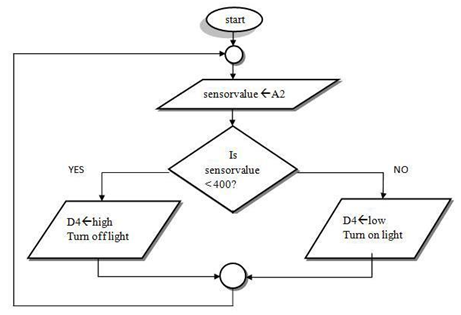 start
sensorvalue ←A2
Is
sensorvalue
<400?
YES
NO
D4←high
Turn off light
D4←low
Turn on light